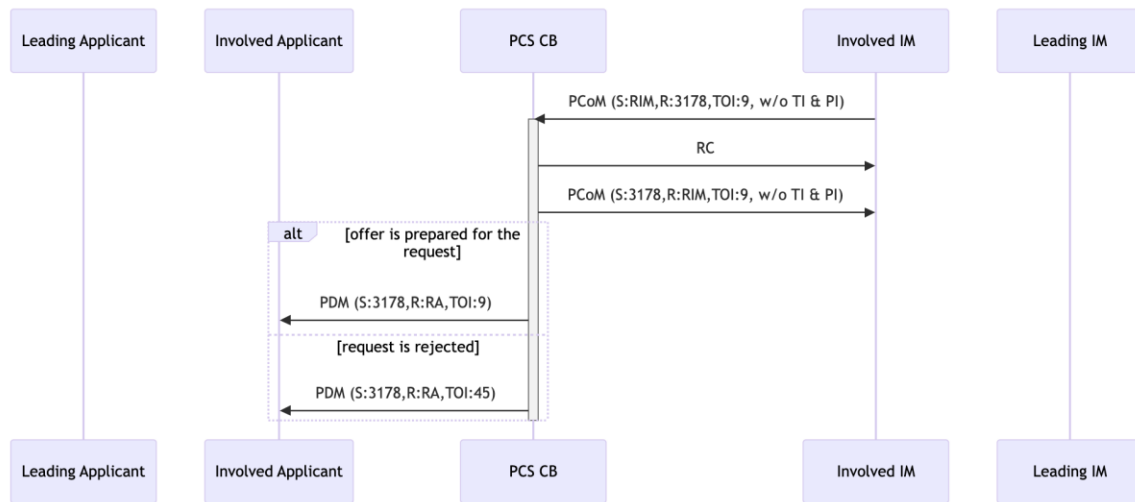 Leading Applicant
Involved Applicant
PCS CB
Involved IM
Leading IM
PCoM (S:RIM,R:3178,TOI:9, w/o TI & PI)
RC
PCoM (S:3178,R:RIM,TOI:9, w/o TI & PI)
alt
[offer is prepared for the
request]
PDM (S:3178,R:RA,TOI:9)
[request is rejected]
PDM (S:3178,R:RA,TOI:45)
Leading Applicant
Involved Applicant
PCS CB
Involved IM
Leading IM